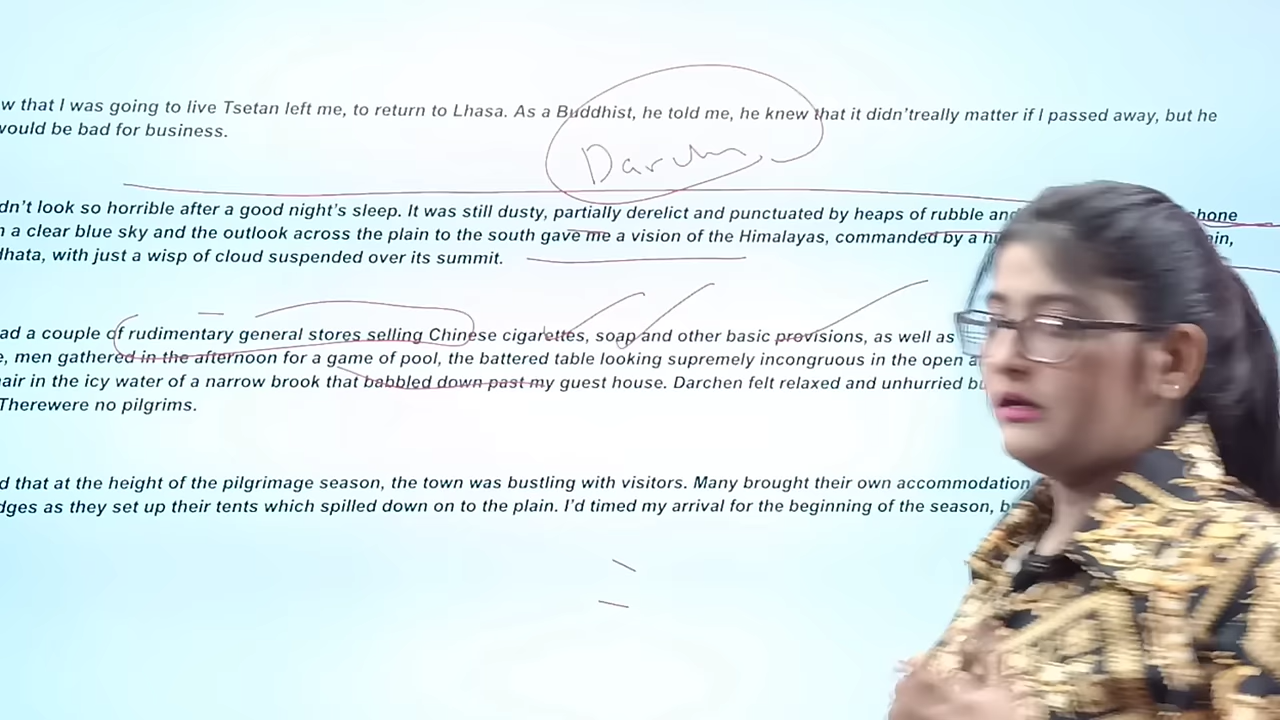 w that I was going to live Tsetan left me, to return to Lhasa. As a Buddhist, he told me, he knew that it didn'treally matter if I passed away, but he
would be bad for business.
Darchen
dn't look so horrible after a good night's sleep. It was still dusty, partially derelict and punctuated by heaps of rubble and shone
a clear blue sky and the outlook across the plain to the south gave me a vision of the Himalayas, commanded by a
dhata, with just a wisp of cloud suspended over its summit.
ad a couple of rudimentary general stores selling Chinese cigarettes, soap and other basic provisions, as well as
e, men gathered in the afternoon for a game of pool, the battered table looking supremely incongruous in the open
air in the icy water of a narrow brook that babbled down past my guest house. Darchen felt relaxed and unhurried
Therewere no pilgrims.
d that at the height of the pilgrimage season, the town was bustling with visitors. Many brought their own accommodation
dges as they set up their tents which spilled down on to the plain. I'd timed my arrival for the beginning of the season,